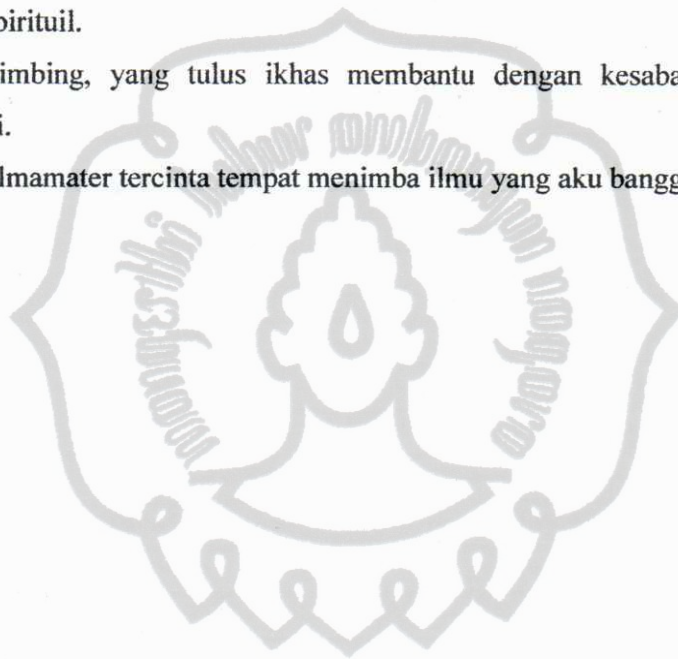 pirituil.
imbing, yang tulus ikhas membantu dengan kesaba
i.
lmamater tercinta tempat menimba ilmu yang aku bangg